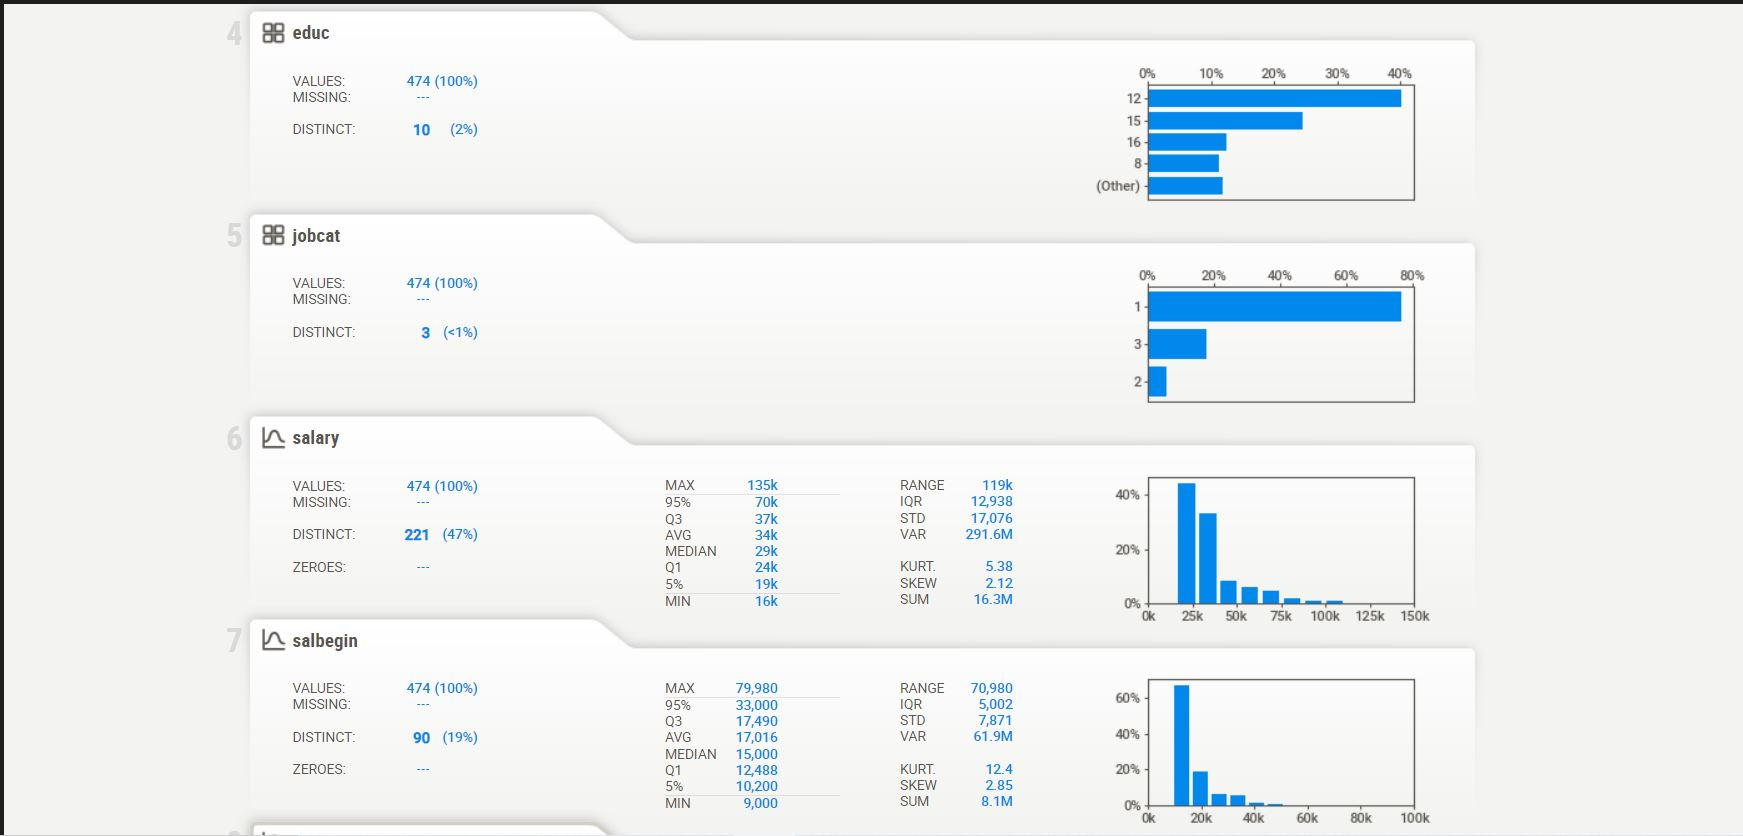 4 educ
VALUES: 474 (100%)
MISSING: ---
DISTINCT: 10 (2%)
0% 10% 20% 30% 40%
12
15
16
8
(Other)
5 jobcat
VALUES: 474 (100%)
MISSING: ---
DISTINCT: 3 (<1%)
0% 20% 40% 60% 80%
1
3
2
6 salary
VALUES: 474 (100%)
MISSING: ---
DISTINCT: 221 (47%)
ZEROES: ---
MAX 135k
95% 70k
Q3 37k
AVG 34k
MEDIAN 29k
Q1 24k
5% 19k
MIN 16k
RANGE 119k
IQR 12,938
STD 17,076
VAR 291.6M
KURT. 5.38
SKEW 2.12
SUM 16.3M
40%
20%
0%
0k 25k 50k 75k 100k 125k 150k
7 salbegin
VALUES: 474 (100%)
MISSING: ---
DISTINCT: 90 (19%)
ZEROES: ---
MAX 79,980
95% 33,000
Q3 17,490
AVG 17,016
MEDIAN 15,000
Q1 12,488
5% 10,200
MIN 9,000
RANGE 70,980
IQR 5,002
STD 7,871
VAR 61.9M
KURT. 12.4
SKEW 2.85
SUM 8.1M
60%
40%
20%
0%
0k 20k 40k 60k 80k 100k